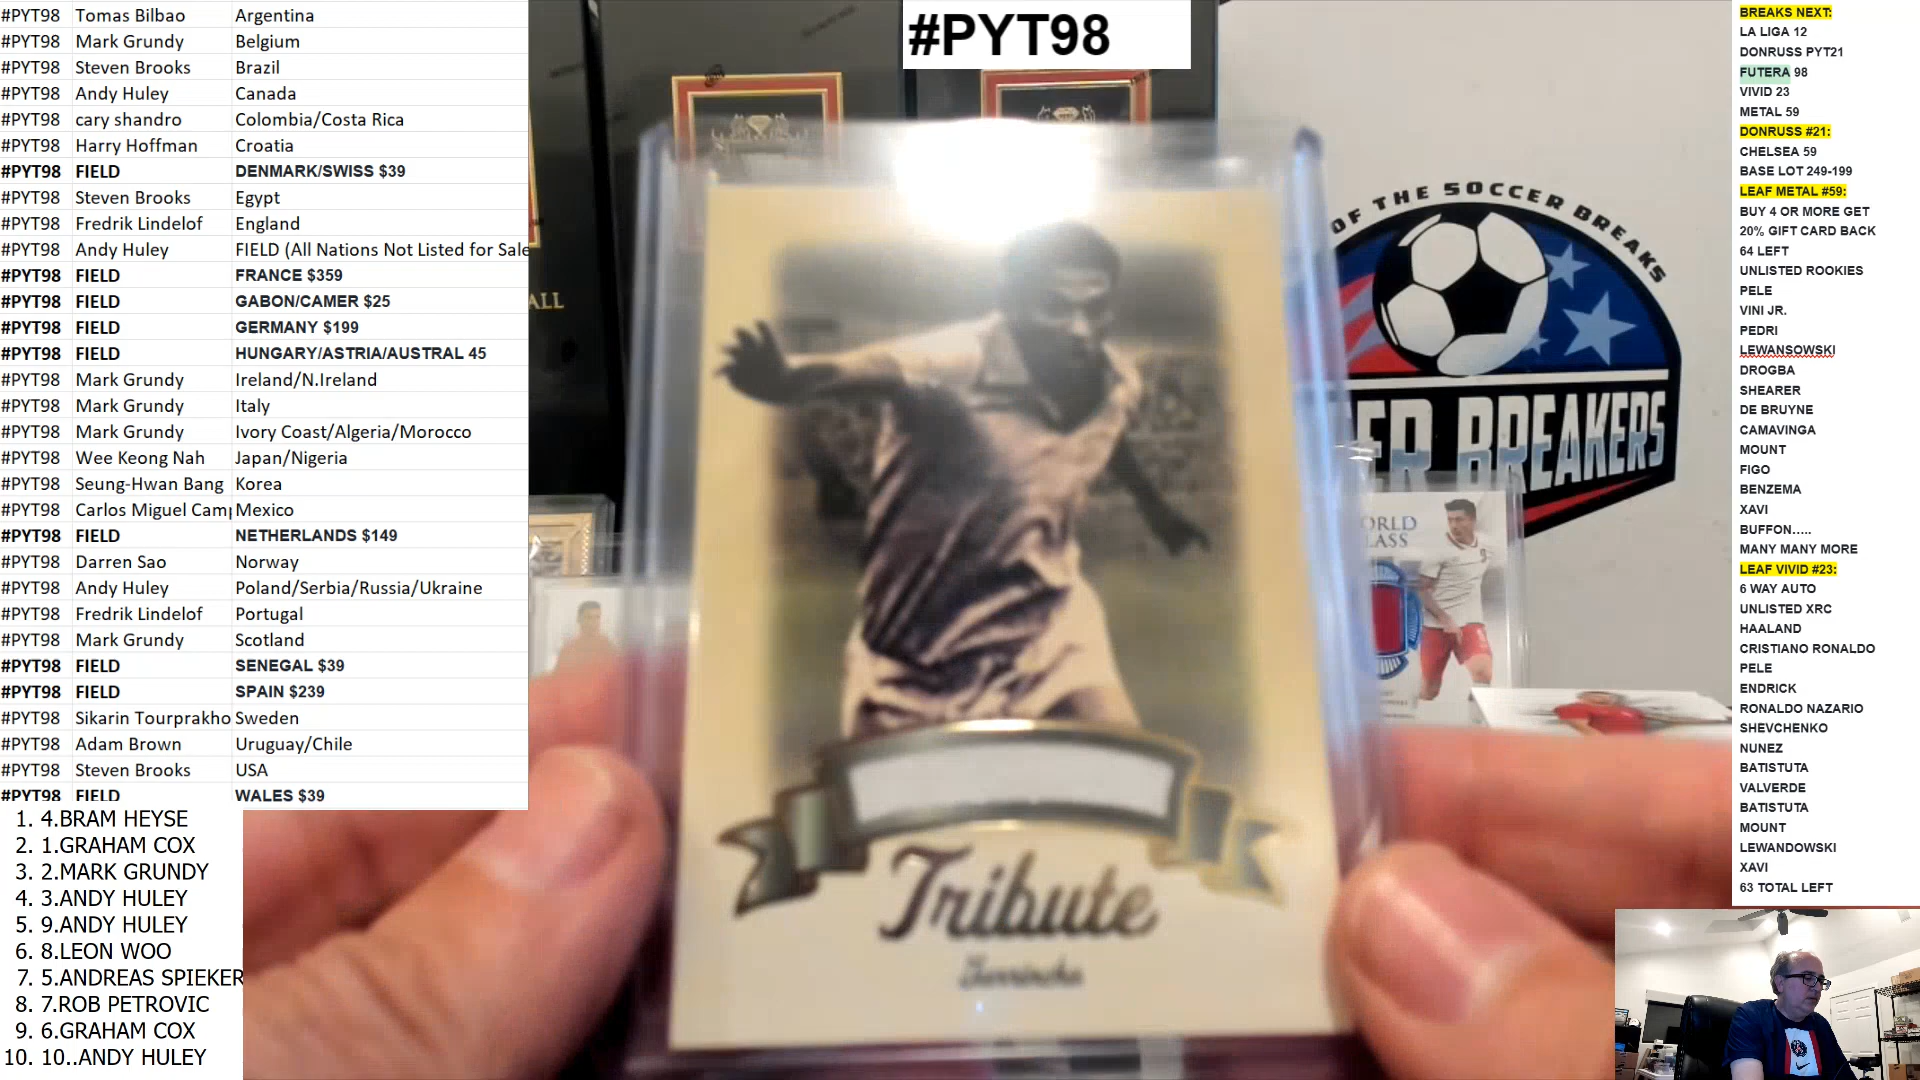 #PYT98 Tomas Bilbao Argentina
#PYT98 Mark Grundy Belgium
#PYT98 Steven Brooks Brazil
#PYT98 Andy Huley Canada
#PYT98 cary shandro Colombia/Costa Rica
#PYT98 Harry Hoffman Croatia
#PYT98 FIELD DENMARK/SWISS $39
#PYT98 Steven Brooks Egypt
#PYT98 Fredrik Lindelof England
#PYT98 Andy Huley FIELD (All Nations Not Listed for Sale
#PYT98 FIELD FRANCE $359
#PYT98 FIELD GABON/CAMER $25
#PYT98 FIELD GERMANY $199
#PYT98 FIELD HUNGARY/ASTRIA/AUSTRAL 45
#PYT98 Mark Grundy Ireland/N.Ireland
#PYT98 Mark Grundy Italy
#PYT98 Mark Grundy Ivory Coast/Algeria/Morocco
#PYT98 Wee Keong Nah Japan/Nigeria
#PYT98 Seung-Hwan Bang Korea
#PYT98 Carlos Miguel Camp Mexico
#PYT98 FIELD NETHERLANDS $149
#PYT98 Darren Sao Norway
#PYT98 Andy Huley Poland/Serbia/Russia/Ukraine
#PYT98 Fredrik Lindelof Portugal
#PYT98 Mark Grundy Scotland
#PYT98 FIELD SENEGAL $39
#PYT98 FIELD SPAIN $239
#PYT98 Sikarin Tourprakho Sweden
#PYT98 Adam Brown Uruguay/Chile
#PYT98 Steven Brooks USA
#PYT98 FIELD WALES $39
1. 4.BRAM HEYSE
2. 1.GRAHAM COX
3. 2.MARK GRUNDY
4. 3.ANDY HULEY
5. 9.ANDY HULEY
6. 8.LEON WOO
7. 5.ANDREAS SPIEKER
8. 7.ROB PETROVIC
9. 6.GRAHAM COX
10. 10..ANDY HULEY
#PYT98
ALL
Tribute
Garrincha
OF THE SOCCER BREAKS
ER BREAKERS
ORLD
LASS
BREAKS NEXT:
LA LIGA 12
DONRUSS PYT21
FUTERA 98
VIVID 23
METAL 59
DONRUSS #21:
CHELSEA 59
BASE LOT 249-199
LEAF METAL #59:
BUY 4 OR MORE GET
20% GIFT CARD BACK
64 LEFT
UNLISTED ROOKIES
PELE
VINI JR.
PEDRI
LEWANSOWSKI
DROGBA
SHEARER
DE BRUYNE
CAMAVINGA
MOUNT
FIGO
BENZEMA
XAVI
BUFFON.....
MANY MANY MORE
LEAF VIVID #23:
6 WAY AUTO
UNLISTED XRC
HAALAND
CRISTIANO RONALDO
PELE
ENDRICK
RONALDO NAZARIO
SHEVCHENKO
NUNEZ
BATISTUTA
VALVERDE
BATISTUTA
MOUNT
LEWANDOWSKI
XAVI
63 TOTAL LEFT